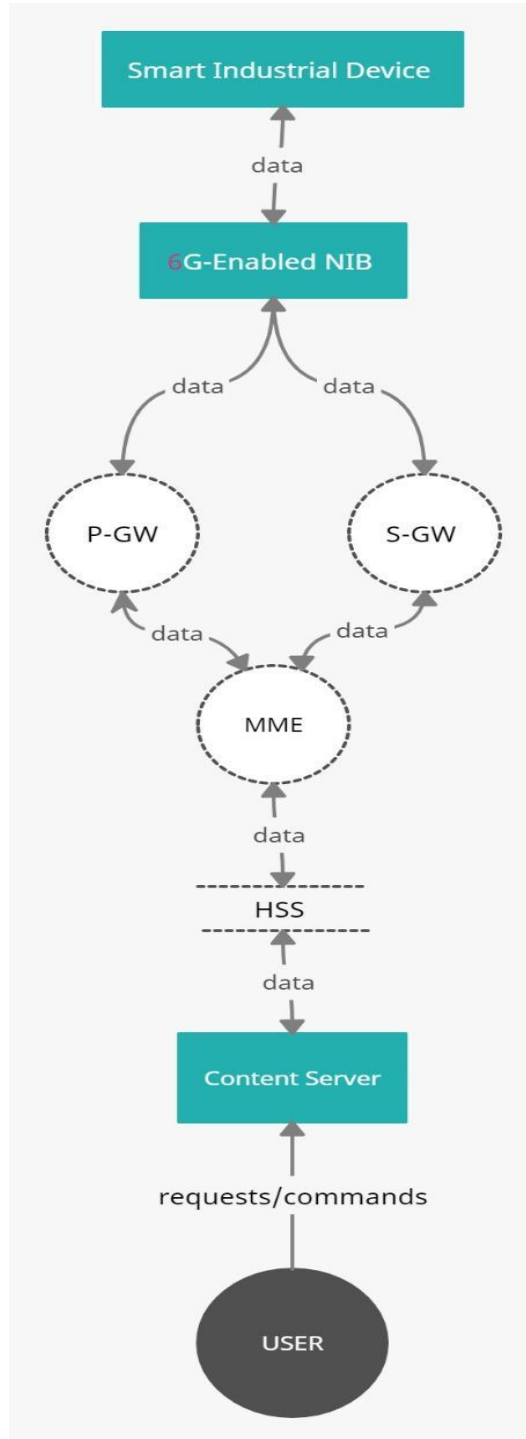 Smart Industrial Device
data
6G-Enabled NIB
data
data
P-GW
S-GW
data
data
MME
data
HSS
data
Content Server
requests/commands
USER